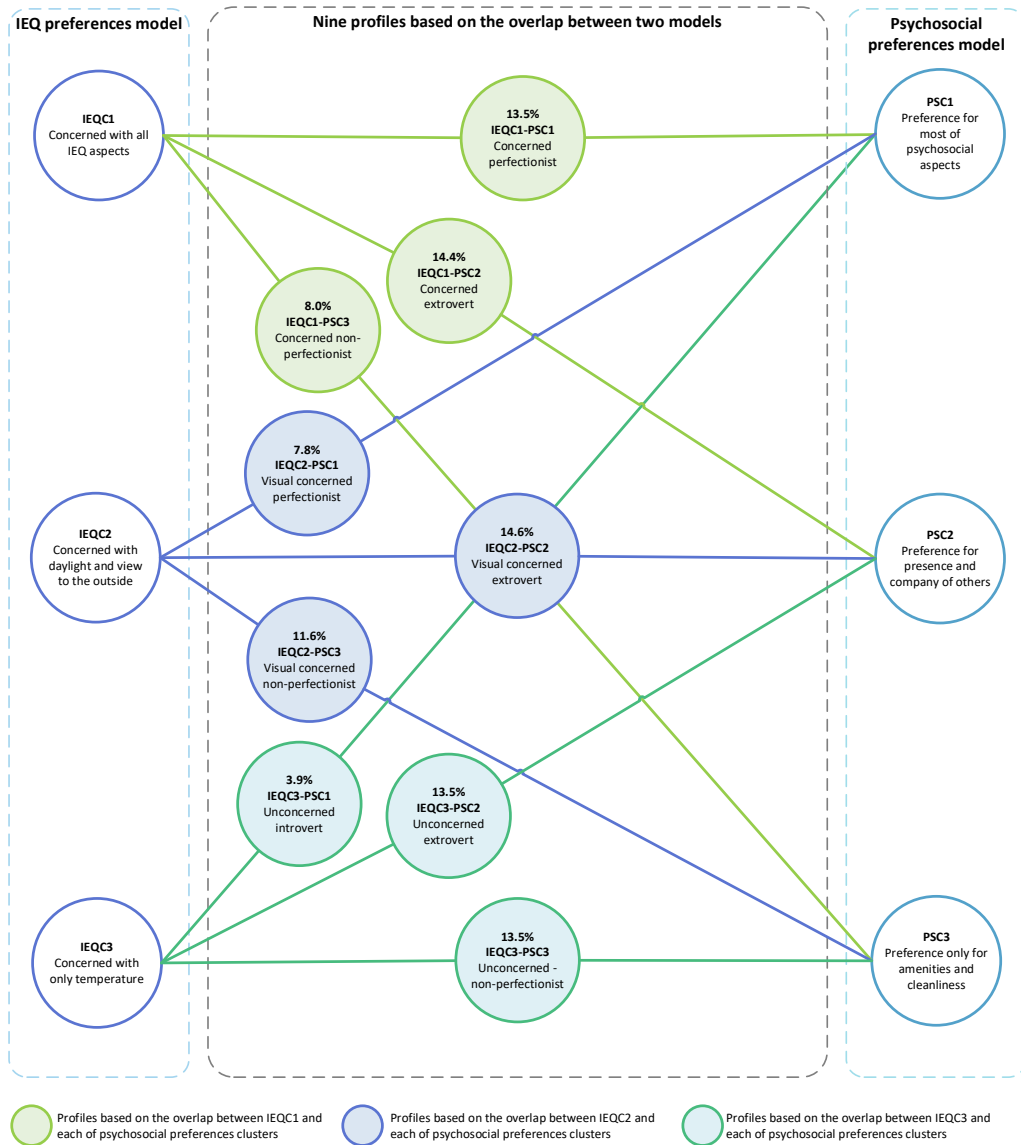 IEQ preferences model
Nine profiles based on the overlap between two models
Psychosocial
preferences model
IEQC1
Concerned with all
IEQ aspects
13.5%
IEQC1-PSC1
Concerned
perfectionist
PSC1
Preference for
most of
psychosocial
aspects
14.4%
IEQC1-PSC2
Concerned
extrovert
8.0%
IEQC1-PSC3
Concerned non-
perfectionist
7.8%
IEQC2-PSC1
Visual concerned
perfectionist
IEQC2
Concerned with
daylight and view
to the outside
14.6%
IEQC2-PSC2
Visual concerned
extrovert
PSC2
Preference for
presence and
company of others
11.6%
IEQC2-PSC3
Visual concerned
non-perfectionist
3.9%
IEQC3-PSC1
Unconcerned
introvert
13.5%
IEQC3-PSC2
Unconcerned
extrovert
IEQC3
Concerned with
only temperature
13.5%
IEQC3-PSC3
Unconcerned -
non-perfectionist
PSC3
Preference only for
amenities and
cleanliness
Profiles based on the overlap between IEQC1 and
each of psychosocial preferences clusters
Profiles based on the overlap between IEQC2 and
each of psychosocial preferences clusters
Profiles based on the overlap between IEQC3 and
each of psychosocial preferences clusters